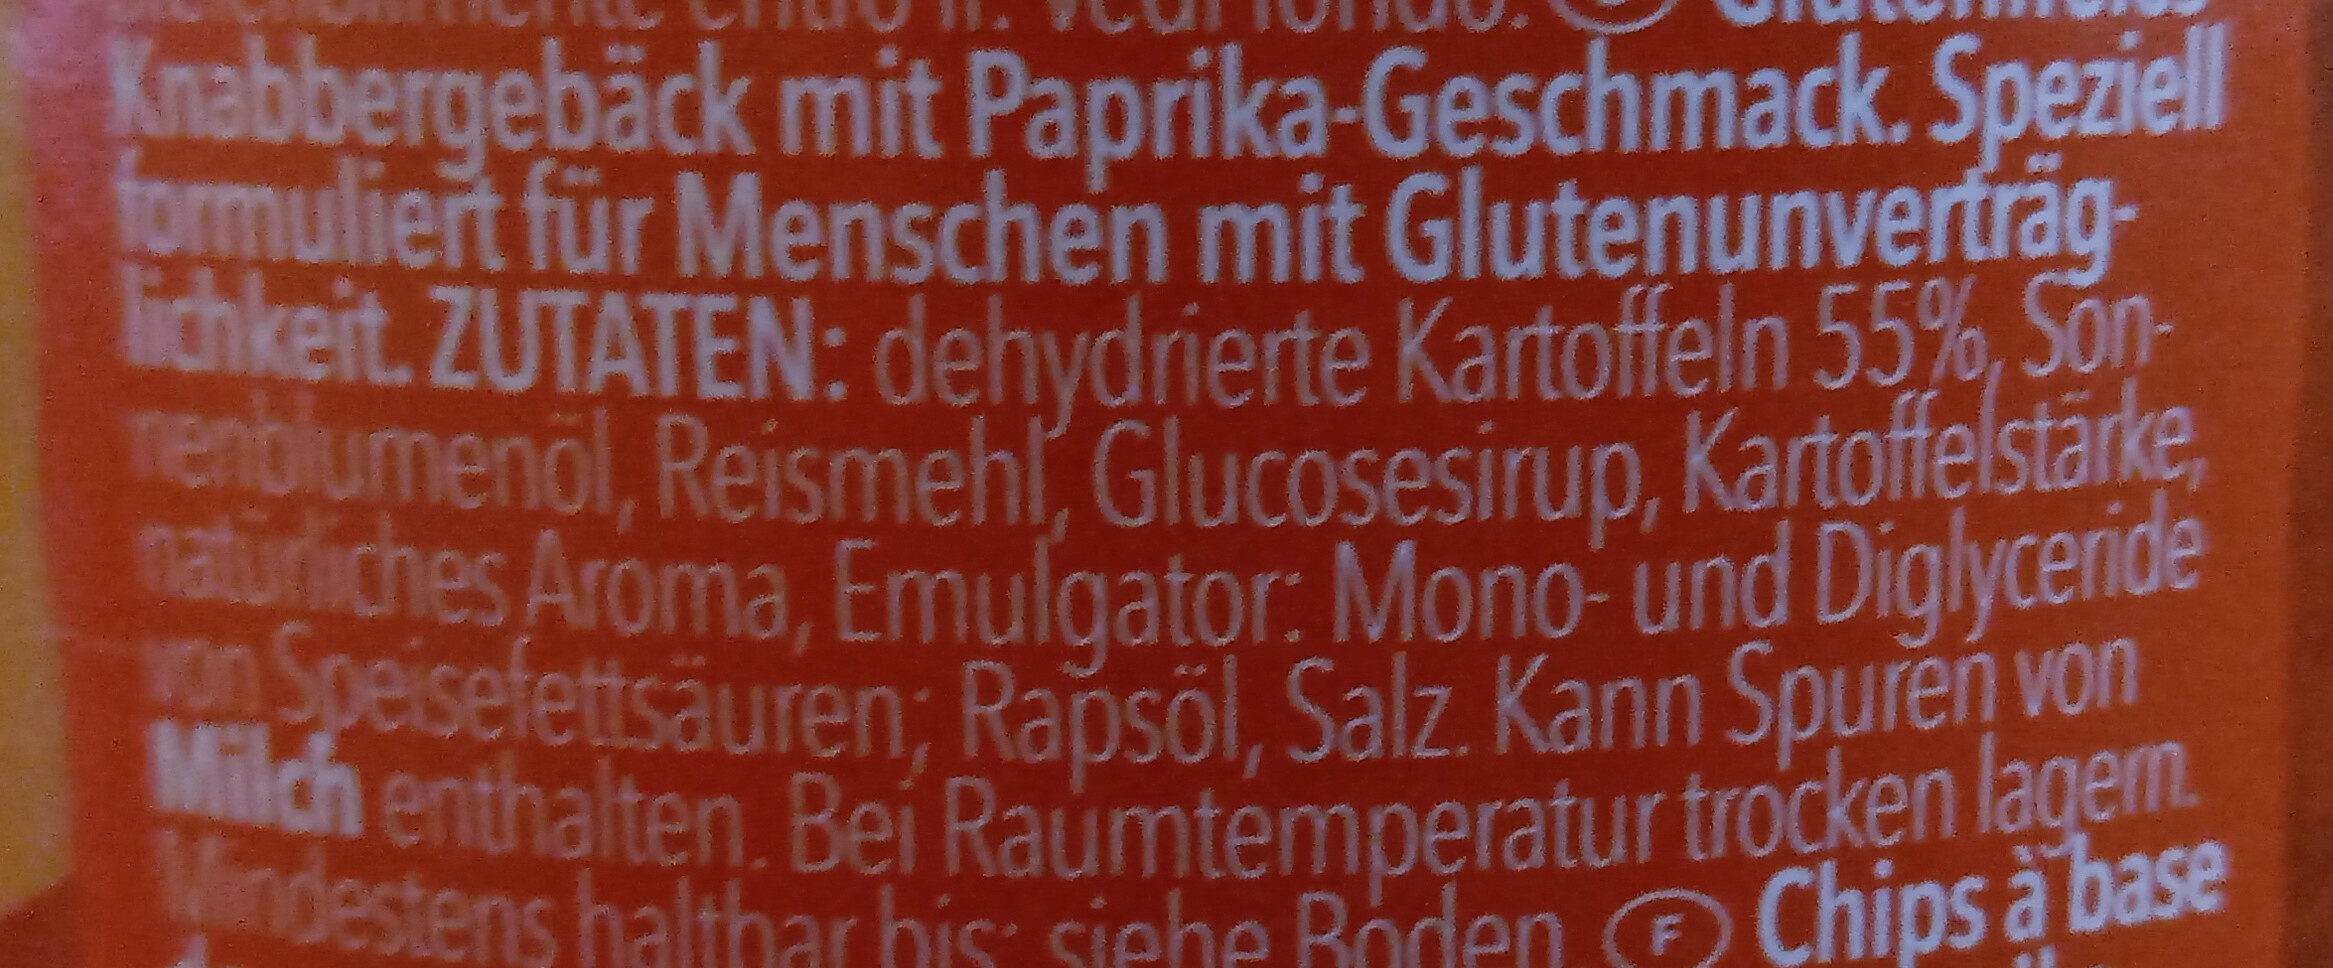 Glutenfreies
Knabbergebäck mit Paprika-Geschmack. Speziell
formuliert für Menschen mit Glutenunverträg-
lichkeit. ZUTATEN: dehydrierte Kartoffeln 55%, Son-
nenblumenöl, Reismehl, Glucosesirup, Kartoffelstärke,
natürliches Aroma, Emulgator: Mono- und Diglyceride
von Speisefettsäuren; Rapsöl, Salz. Kann Spuren von
Milch enthalten. Bei Raumtemperatur trocken lagern.
Mindestens haltbar bis: siehe Boden. F Chips à base